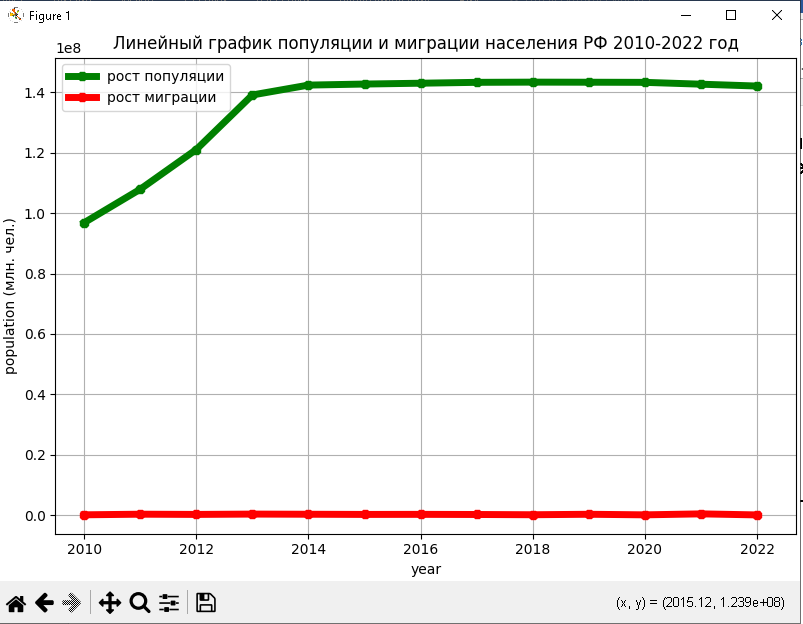 Figure 1
Линейный график популяции и миграции населения РФ 2010-2022 год
1e8
рост популяции
рост миграции
1.4
1.2
1.0
0.8
0.6
0.4
0.2
0.0
population (млн. чел.)
2010 2012 2014 2016 2018 2020 2022
year
(x, y) = (2015.12, 1.239e+08)